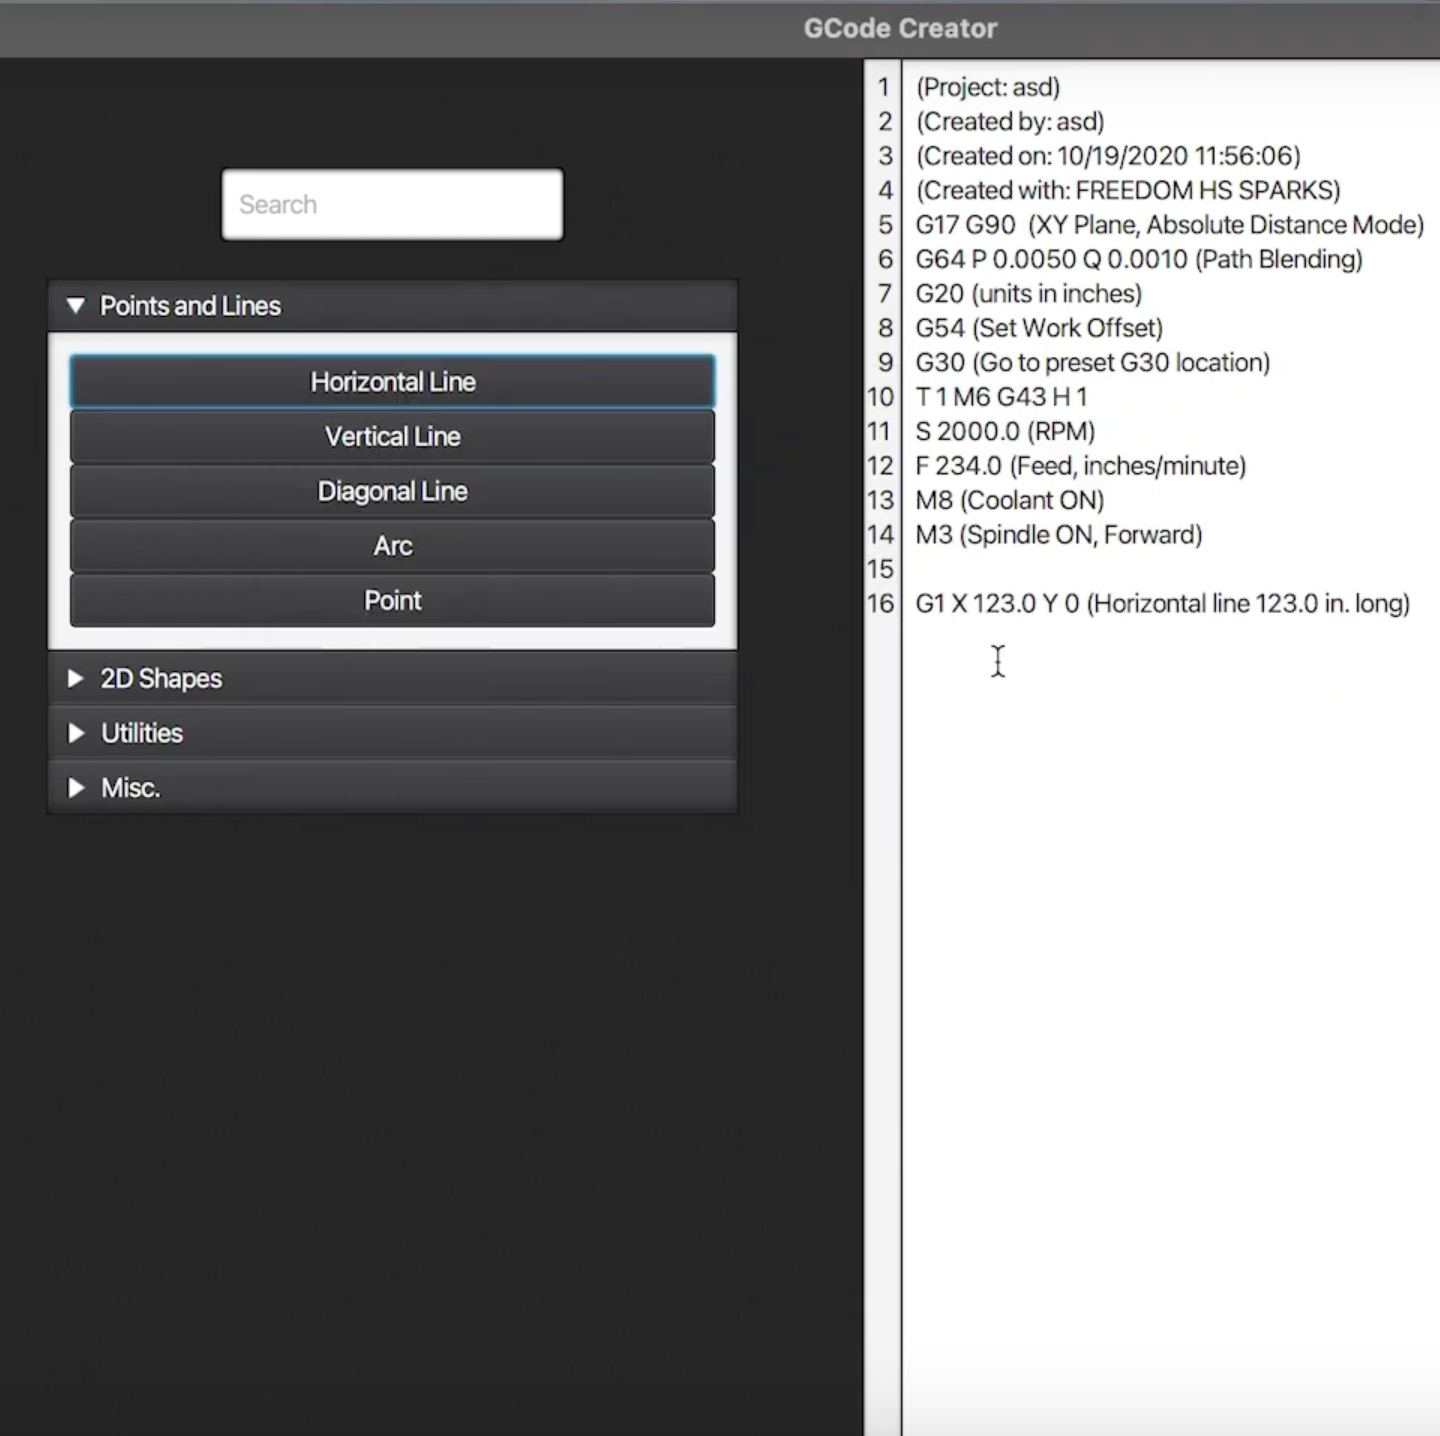 GCode Creator
Search
Points and Lines
Horizontal Line
Vertical Line
Diagonal Line
Arc
Point
2D Shapes
Utilities
Misc.
1 (Project: asd)
2 (Created by: asd)
3 (Created on: 10/19/2020 11:56:06)
4 (Created with: FREEDOM HS SPARKS)
5 G17 G90 (XY Plane, Absolute Distance Mode)
6 G64 P 0.0050 Q 0.0010 (Path Blending)
7 G20 (units in inches)
8 G54 (Set Work Offset)
9 G30 (Go to preset G30 location)
10 T 1 M6 G43 H 1
11 S 2000.0 (RPM)
12 F 234.0 (Feed, inches/minute)
13 M8 (Coolant ON)
14 M3 (Spindle ON, Forward)
15
16 G1 X 123.0 Y 0 (Horizontal line 123.0 in. long)